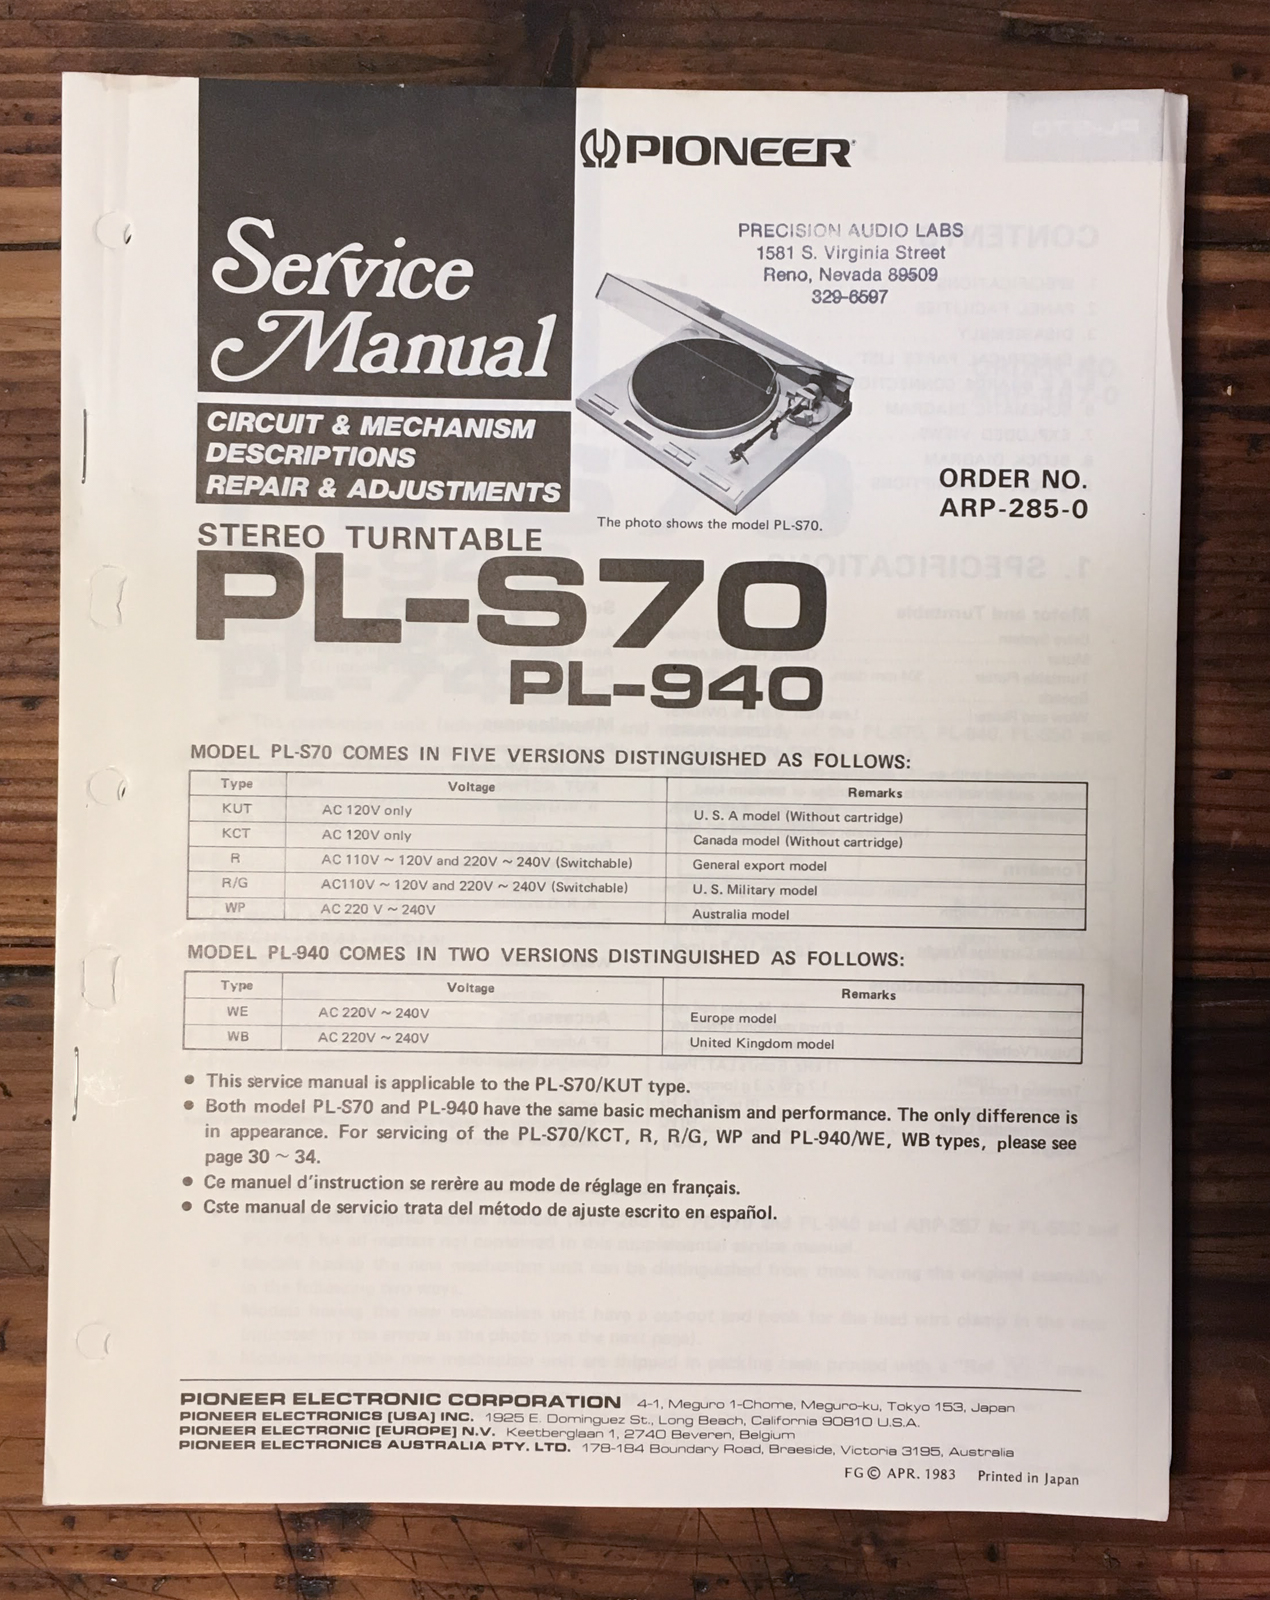 PIONEER
Service
Manual
CIRCUIT & MECHANISM
DESCRIPTIONS
REPAIR & ADJUSTMENTS
PRECISION AUDIO LABS
1581 S. Virginia Street
Reno, Nevada 89509
329-6597
The photo shows the model PL-S70.
ORDER NO.
ARP-285-0
STEREO TURNTABLE
PL-S70
PL-940
MODEL PL-S70 COMES IN FIVE VERSIONS DISTINGUISHED AS FOLLOWS:
Type Voltage Remarks
KUT AC 120V only U. S. A model (Without cartridge)
KCT AC 120V only Canada model (Without cartridge)
R AC 110V ~ 120V and 220V ~ 240V (Switchable) General export model
R/G AC110V ~ 120V and 220V ~ 240V (Switchable) U. S. Military model
WP AC 220 V ~ 240V Australia model
MODEL PL-940 COMES IN TWO VERSIONS DISTINGUISHED AS FOLLOWS:
Type Voltage Remarks
WE AC 220V ~ 240V Europe model
WB AC 220V ~ 240V United Kingdom model
● This service manual is applicable to the PL-S70/KUT type.
● Both model PL-S70 and PL-940 have the same basic mechanism and performance. The only difference is
in appearance. For servicing of the PL-S70/KCT, R, R/G, WP and PL-940/WE, WB types, please see
page 30 ~ 34.
● Ce manuel d'instruction se rerère au mode de réglage en français.
● Cste manual de servicio trata del método de ajuste escrito en español.
PIONEER ELECTRONIC CORPORATION 4-1, Meguro 1-Chome, Meguro-ku, Tokyo 153, Japan
PIONEER ELECTRONICS [USA] INC. 1925 E. Dominguez St., Long Beach, California 90810 U.S.A.
PIONEER ELECTRONIC [EUROPE] N.V. Keetberglaan 1, 2740 Beveren, Belgium
PIONEER ELECTRONICS AUSTRALIA PTY. LTD. 178-184 Boundary Road, Braeside, Victoria 3195, Australia
FG © APR. 1983 Printed in Japan